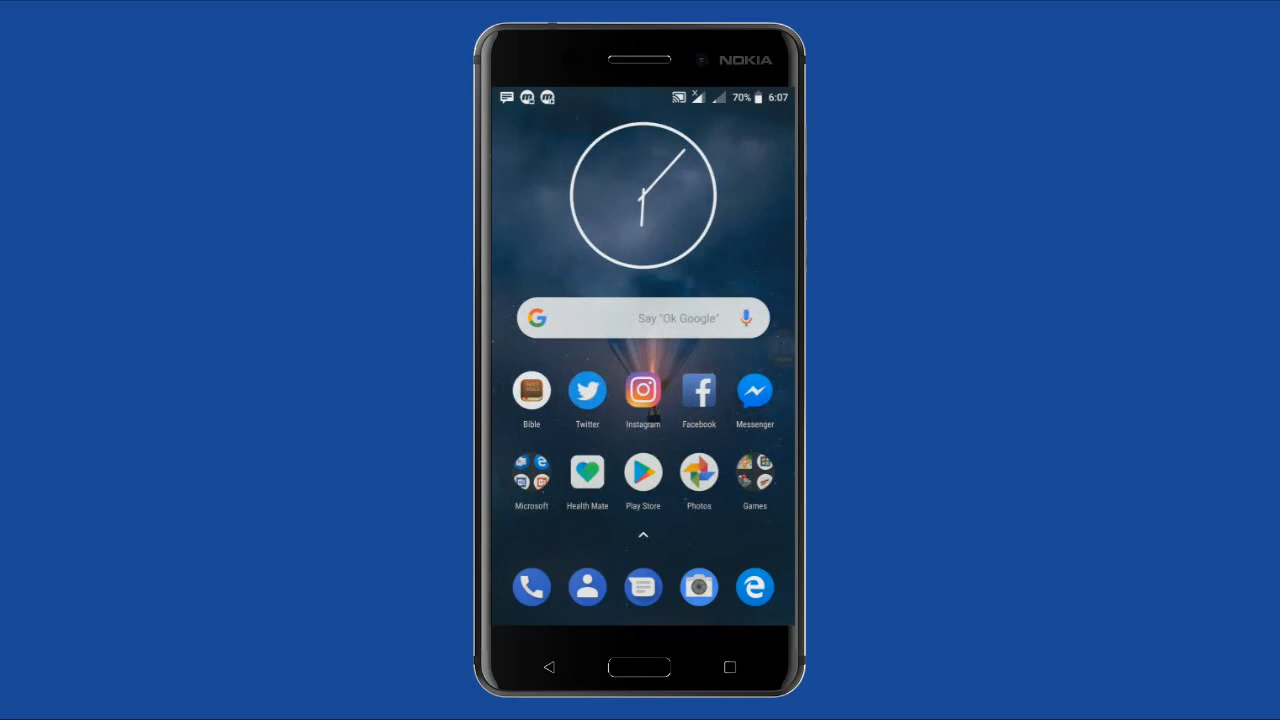 NOKIA
70% 6:07
Say "Ok Google"
Bible Twitter Instagram Facebook Messenger
Microsoft Health Mate Play Store Photos Games